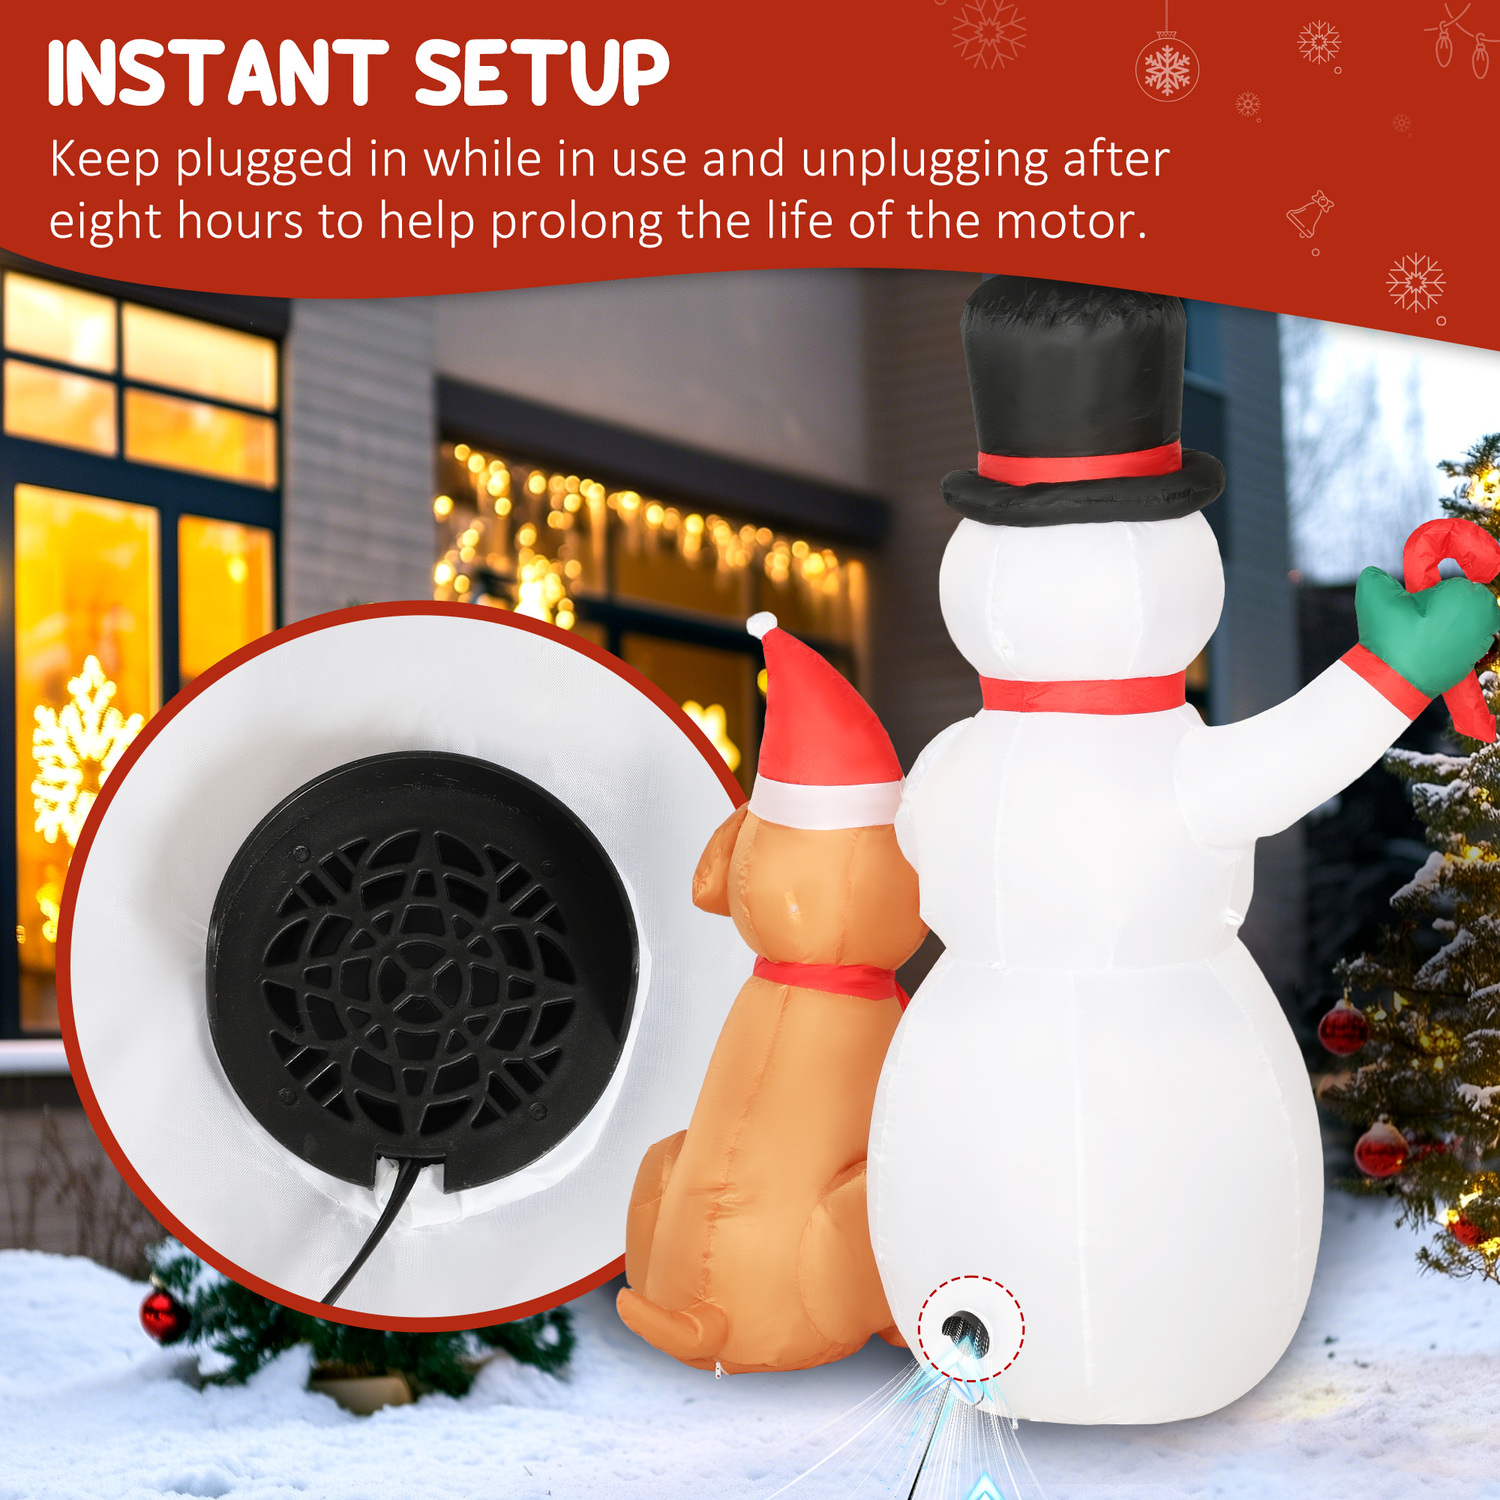 INSTANT SETUP
Keep plugged in while in use and unplugging after
eight hours to help prolong the life of the motor.